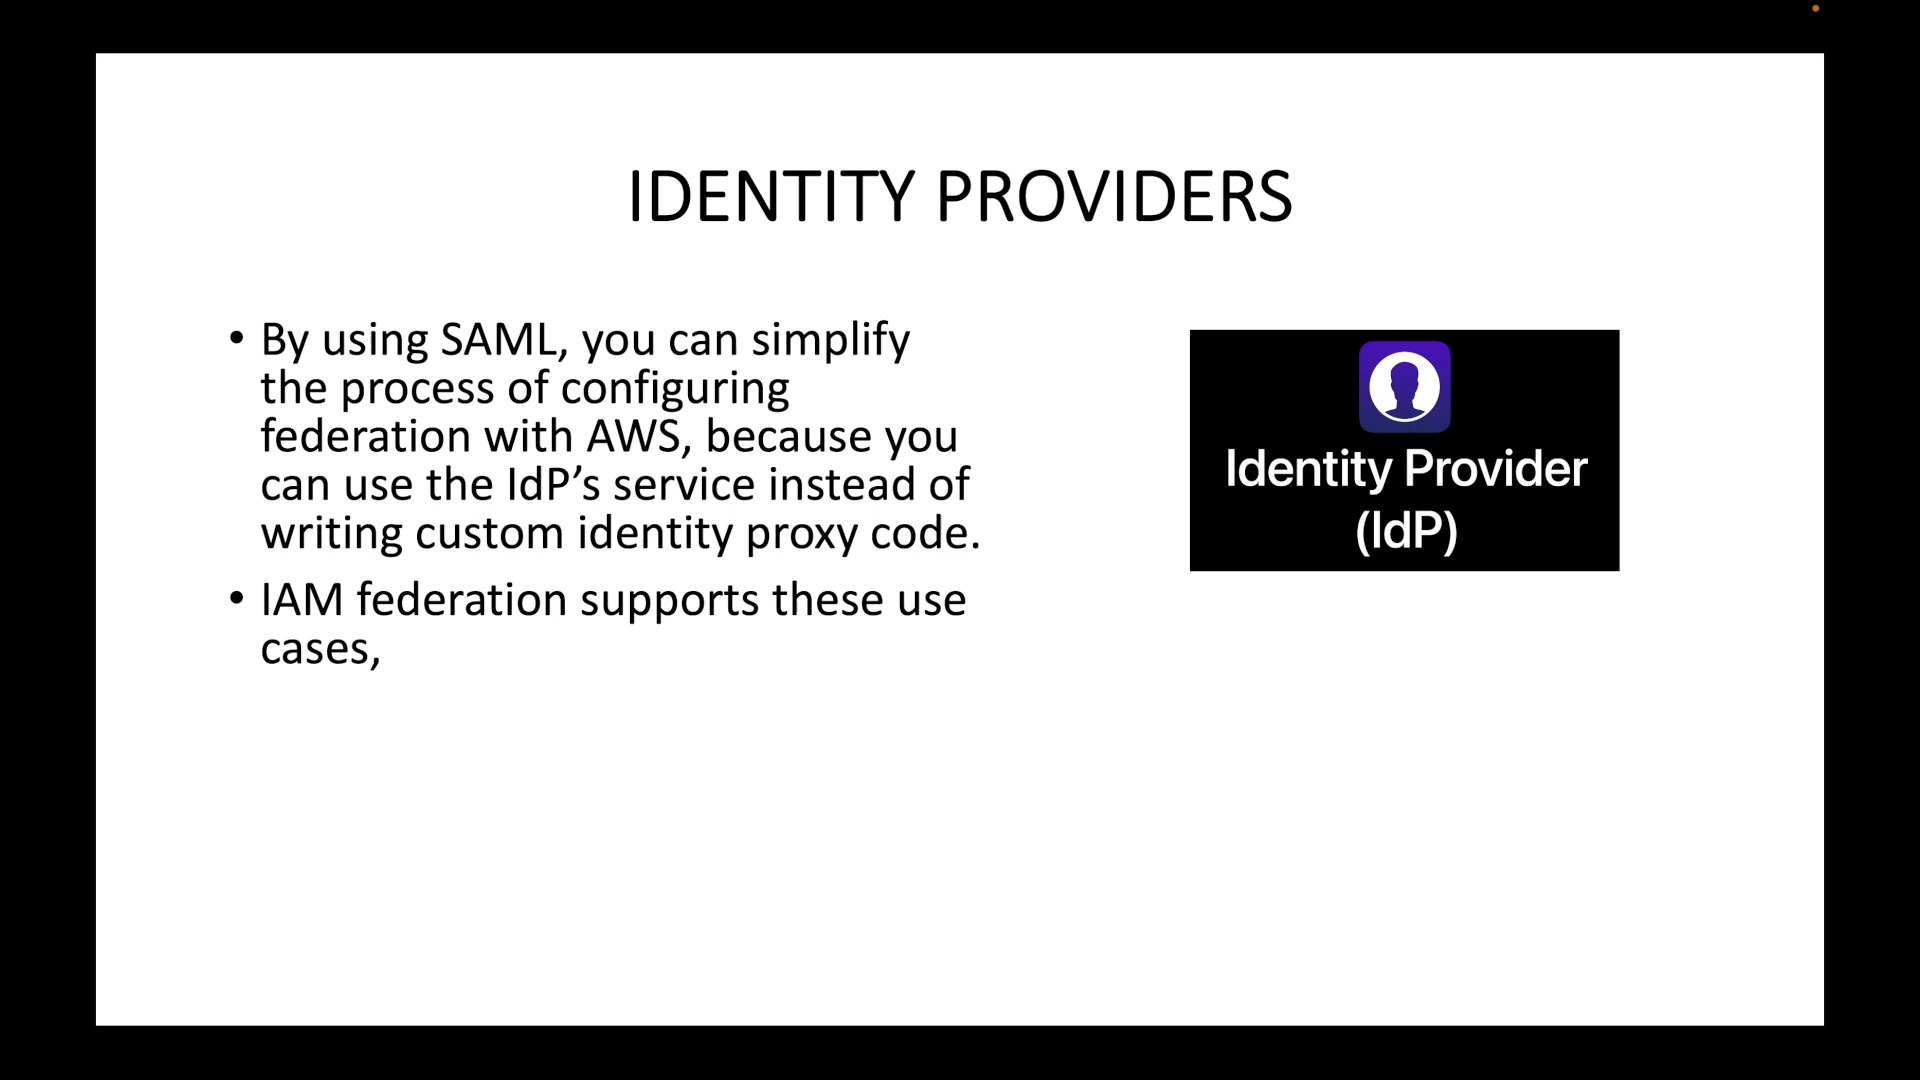 IDENTITY PROVIDERS
• By using SAML, you can simplify
the process of configuring
federation with AWS, because you
can use the IdP’s service instead of
writing custom identity proxy code.
• IAM federation supports these use
cases,
Identity Provider
(IdP)